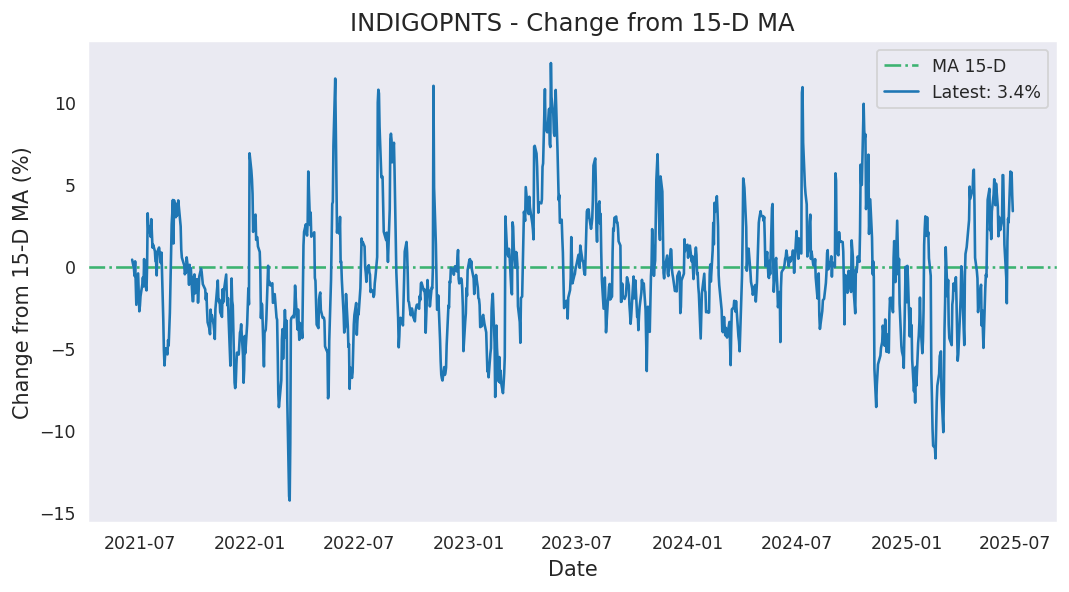 INDIGOPNTS - Change from 15-D MA
MA 15-D
Latest: 3.4%
Change from 15-D MA (%)
10
5
0
−5
−10
−15
2021-07 2022-01 2022-07 2023-01 2023-07 2024-01 2024-07 2025-01 2025-07
Date